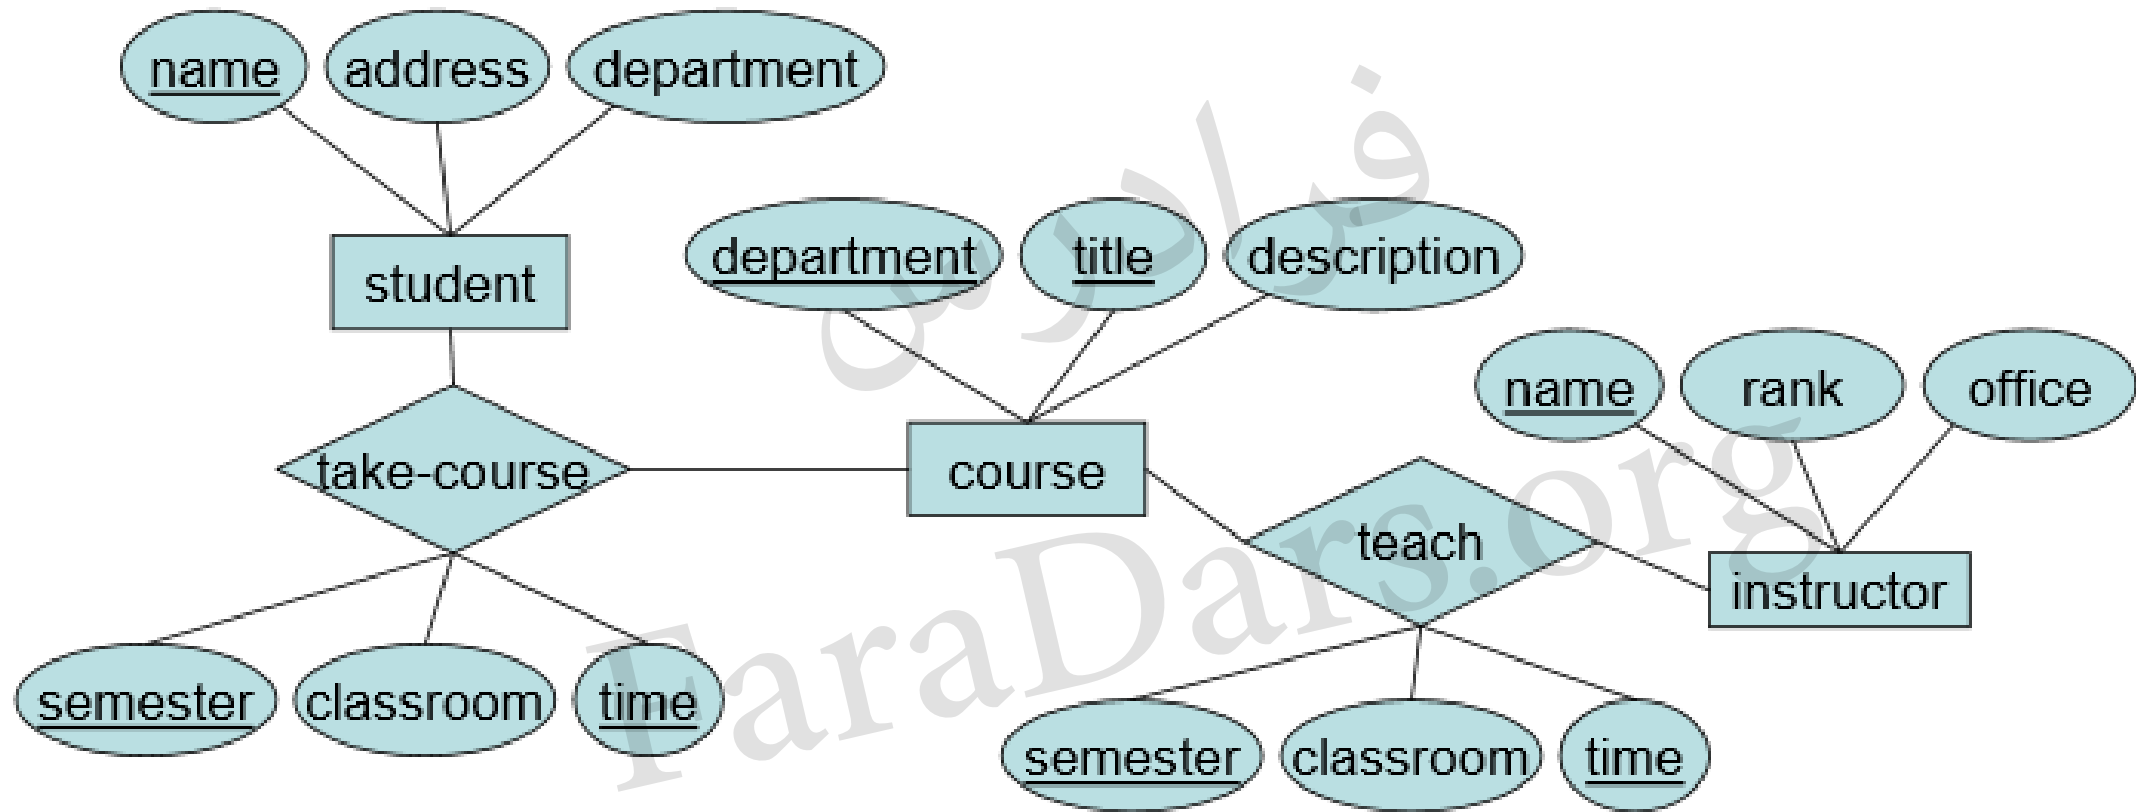 name address department
student
department title description
name rank office
take-course
course
teach
instructor
semester classroom time
semester classroom time
فرادرس
FaraDars.org